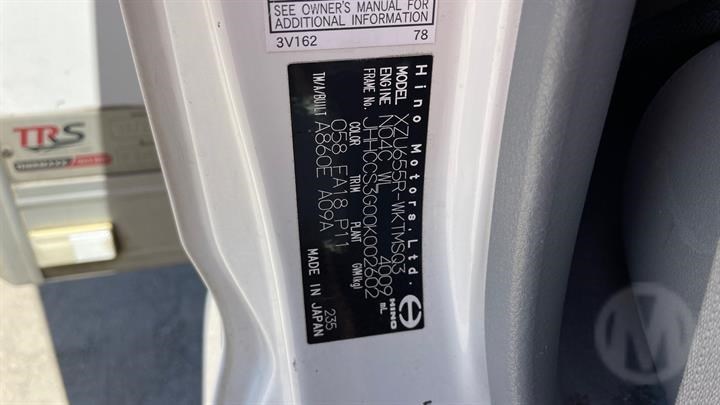 SEE OWNER'S MANUAL FOR
ADDITIONAL INFORMATION
3V162 78
Hino Motors, Ltd. HINO
MODEL XZU655R-WKTMSQ3
ENGINE N04C WL 4009 mL
FRAME No. JHHCCS3G00K002602
COLOR TRIM PLANT GVM(kg)
058 FA18 P11
TM/A/BUILT A860E A09A 235
MADE IN JAPAN
TRS
M